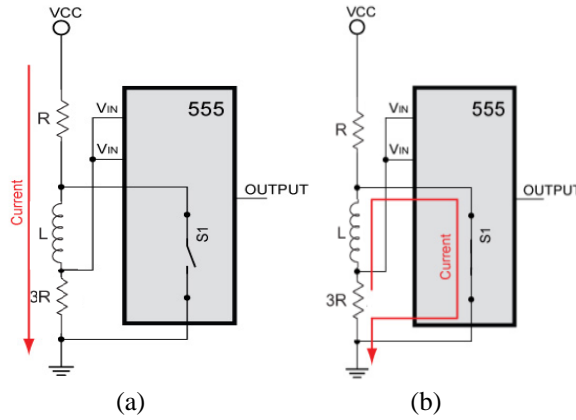 VCC
R
VIN
VIN
555
OUTPUT
Current
L
S1
3R
(a)
VCC
R
VIN
VIN
555
OUTPUT
L
Current
S1
3R
(b)